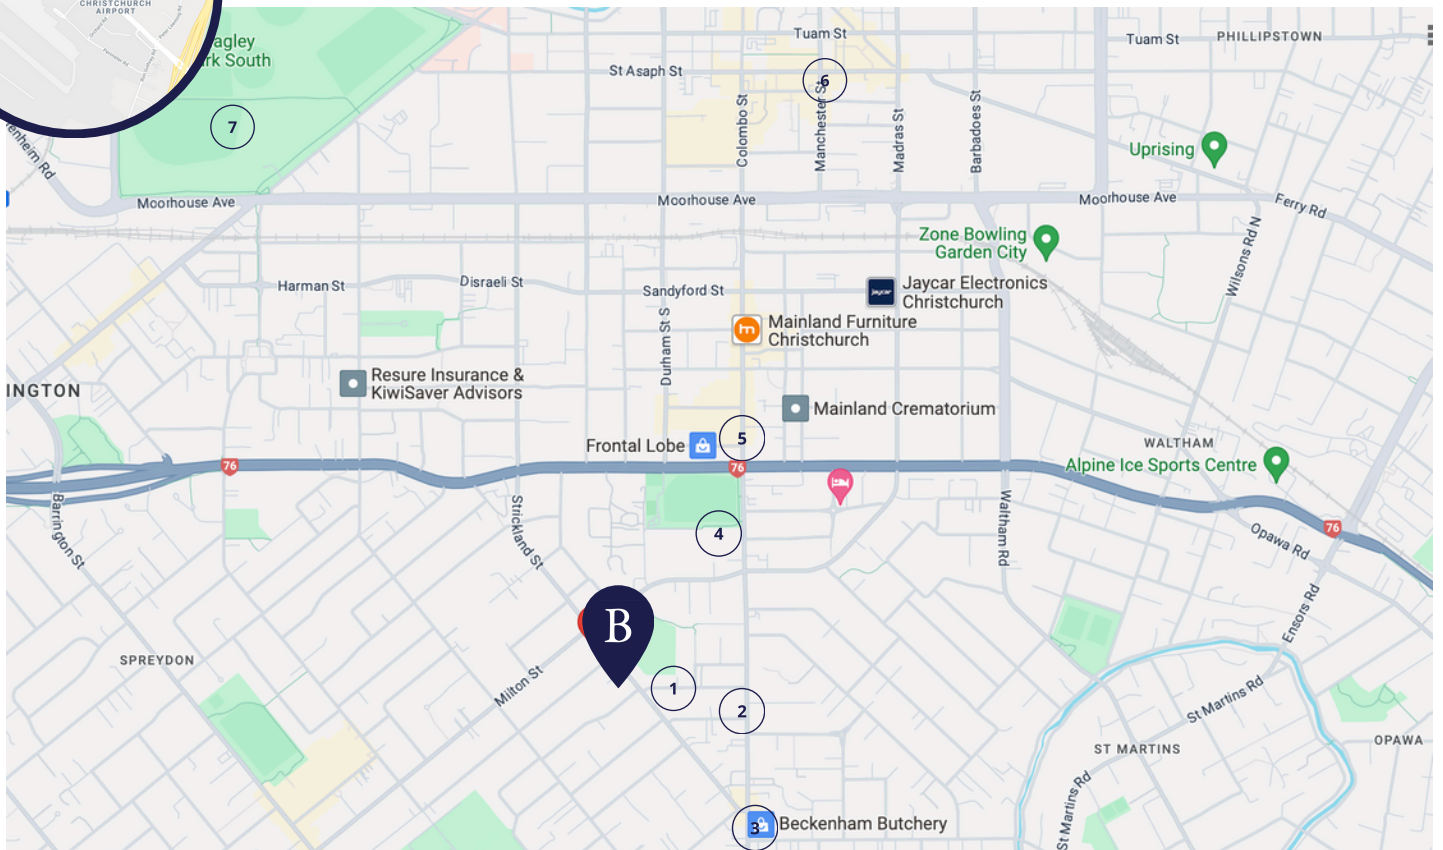 CHRISTCHURCH
AIRPORT
agley
rk South
7
enheim Rd
Tuam St
Tuam St
PHILLIPSTOWN
St Asaph St
6
Colombo St
Manchester St
Madras St
Barbadoes St
Uprising
Moorhouse Ave
Moorhouse Ave
Moorhouse Ave
Ferry Rd
Wilsons Rd N
Zone Bowling
Garden City
Harman St
Disraeli St
Sandyford St
Jaycar
Jaycar Electronics
Christchurch
Durham St S
m
Mainland Furniture
Christchurch
INGTON
Resure Insurance &
KiwiSaver Advisors
Mainland Crematorium
Frontal Lobe
5
WALTHAM
Alpine Ice Sports Centre
76
76
76
Barrington St
Strickland St
4
Waltham Rd
Opawa Rd
Ensors Rd
B
SPREYDON
Milton St
1
2
St Martins Rd
ST MARTINS
OPAWA
St Martins Rd
3
Beckenham Butchery